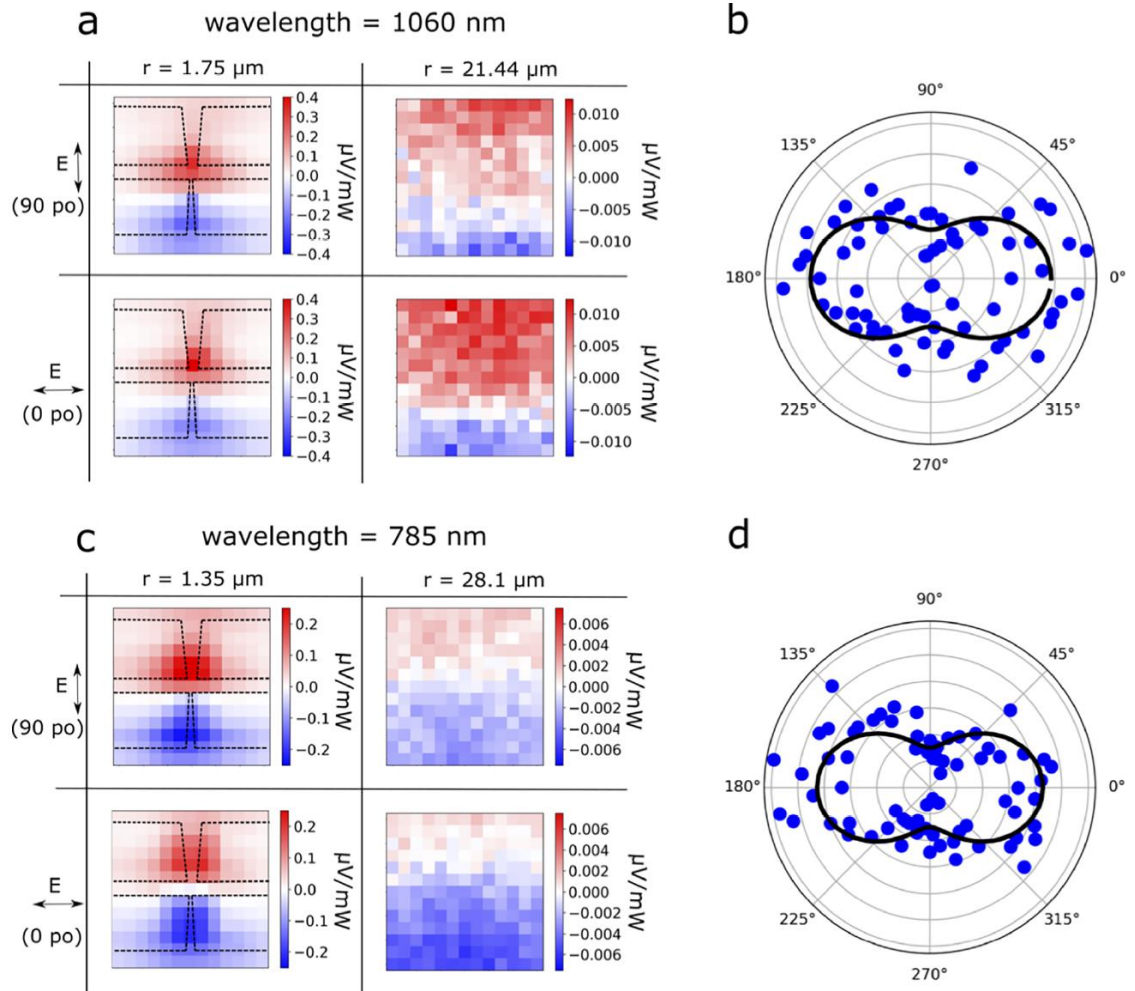 a
wavelength = 1060 nm
r = 1.75 μm
r = 21.44 μm
E
(90 po)
0.4
0.3
0.2
0.1
0.0
−0.1
−0.2
−0.3
−0.4
μV/mW
0.010
0.005
0.000
−0.005
−0.010
μV/mW
E
(0 po)
0.4
0.3
0.2
0.1
0.0
−0.1
−0.2
−0.3
−0.4
μV/mW
0.010
0.005
0.000
−0.005
−0.010
μV/mW
b
90°
135°
45°
180°
0°
225°
315°
270°
c
wavelength = 785 nm
r = 1.35 μm
r = 28.1 μm
E
(90 po)
0.2
0.1
0.0
−0.1
−0.2
μV/mW
0.006
0.004
0.002
0.000
−0.002
−0.004
−0.006
μV/mW
E
(0 po)
0.2
0.1
0.0
−0.1
−0.2
μV/mW
0.006
0.004
0.002
0.000
−0.002
−0.004
−0.006
μV/mW
d
90°
135°
45°
180°
0°
225°
315°
270°